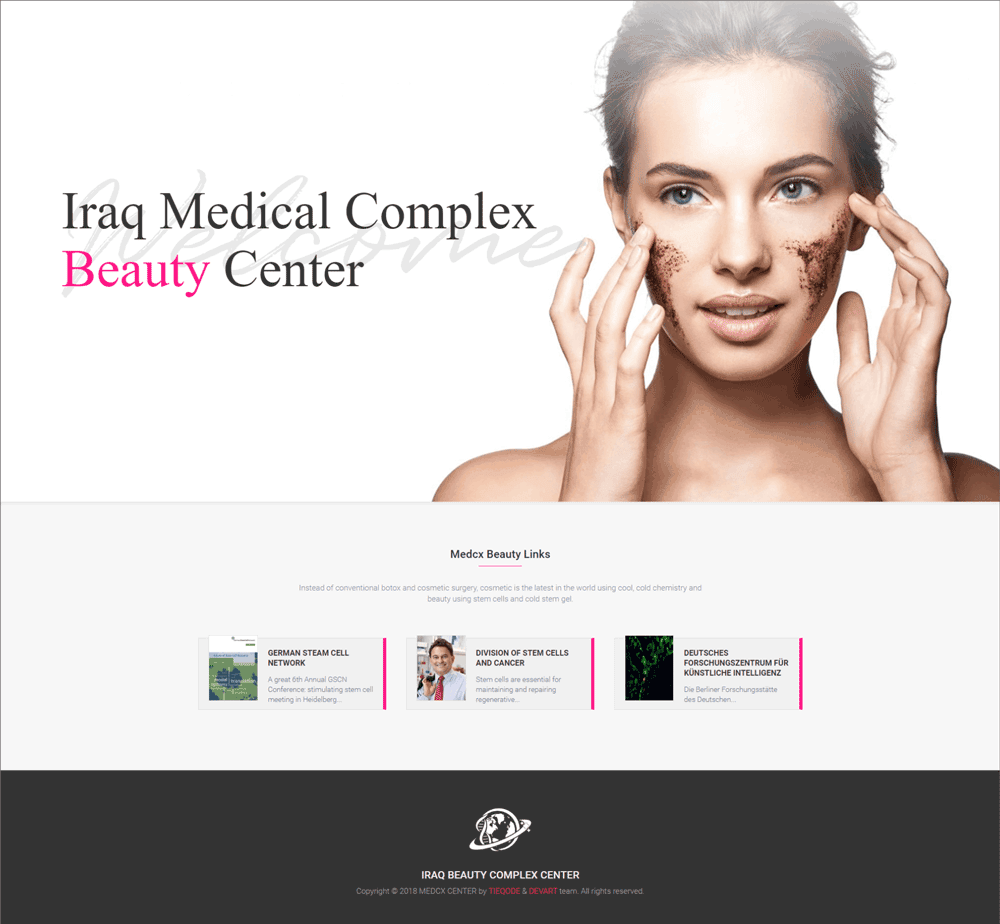 Welcome
Iraq Medical Complex
Beauty Center
Medcx Beauty Links
Instead of conventional botox and cosmetic surgery, cosmetic is the latest in the world using cool, cold chemistry and
beauty using stem cells and cold stem gel.
GERMAN STEAM CELL
NETWORK
A great 6th Annual GSCN
Conference: stimulating stem cell
meeting in Heidelberg...
DIVISION OF STEM CELLS
AND CANCER
Stem cells are essential for
maintaining and repairing
regenerative...
DEUTSCHES
FORSCHUNGSZENTRUM FÜR
KÜNSTLICHE INTELLIGENZ
Die Berliner Forschungsstätte
des Deutschen...
IRAQ BEAUTY COMPLEX CENTER
Copyright © 2018 MEDCX CENTER by TIEQODE & DEVART team. All rights reserved.